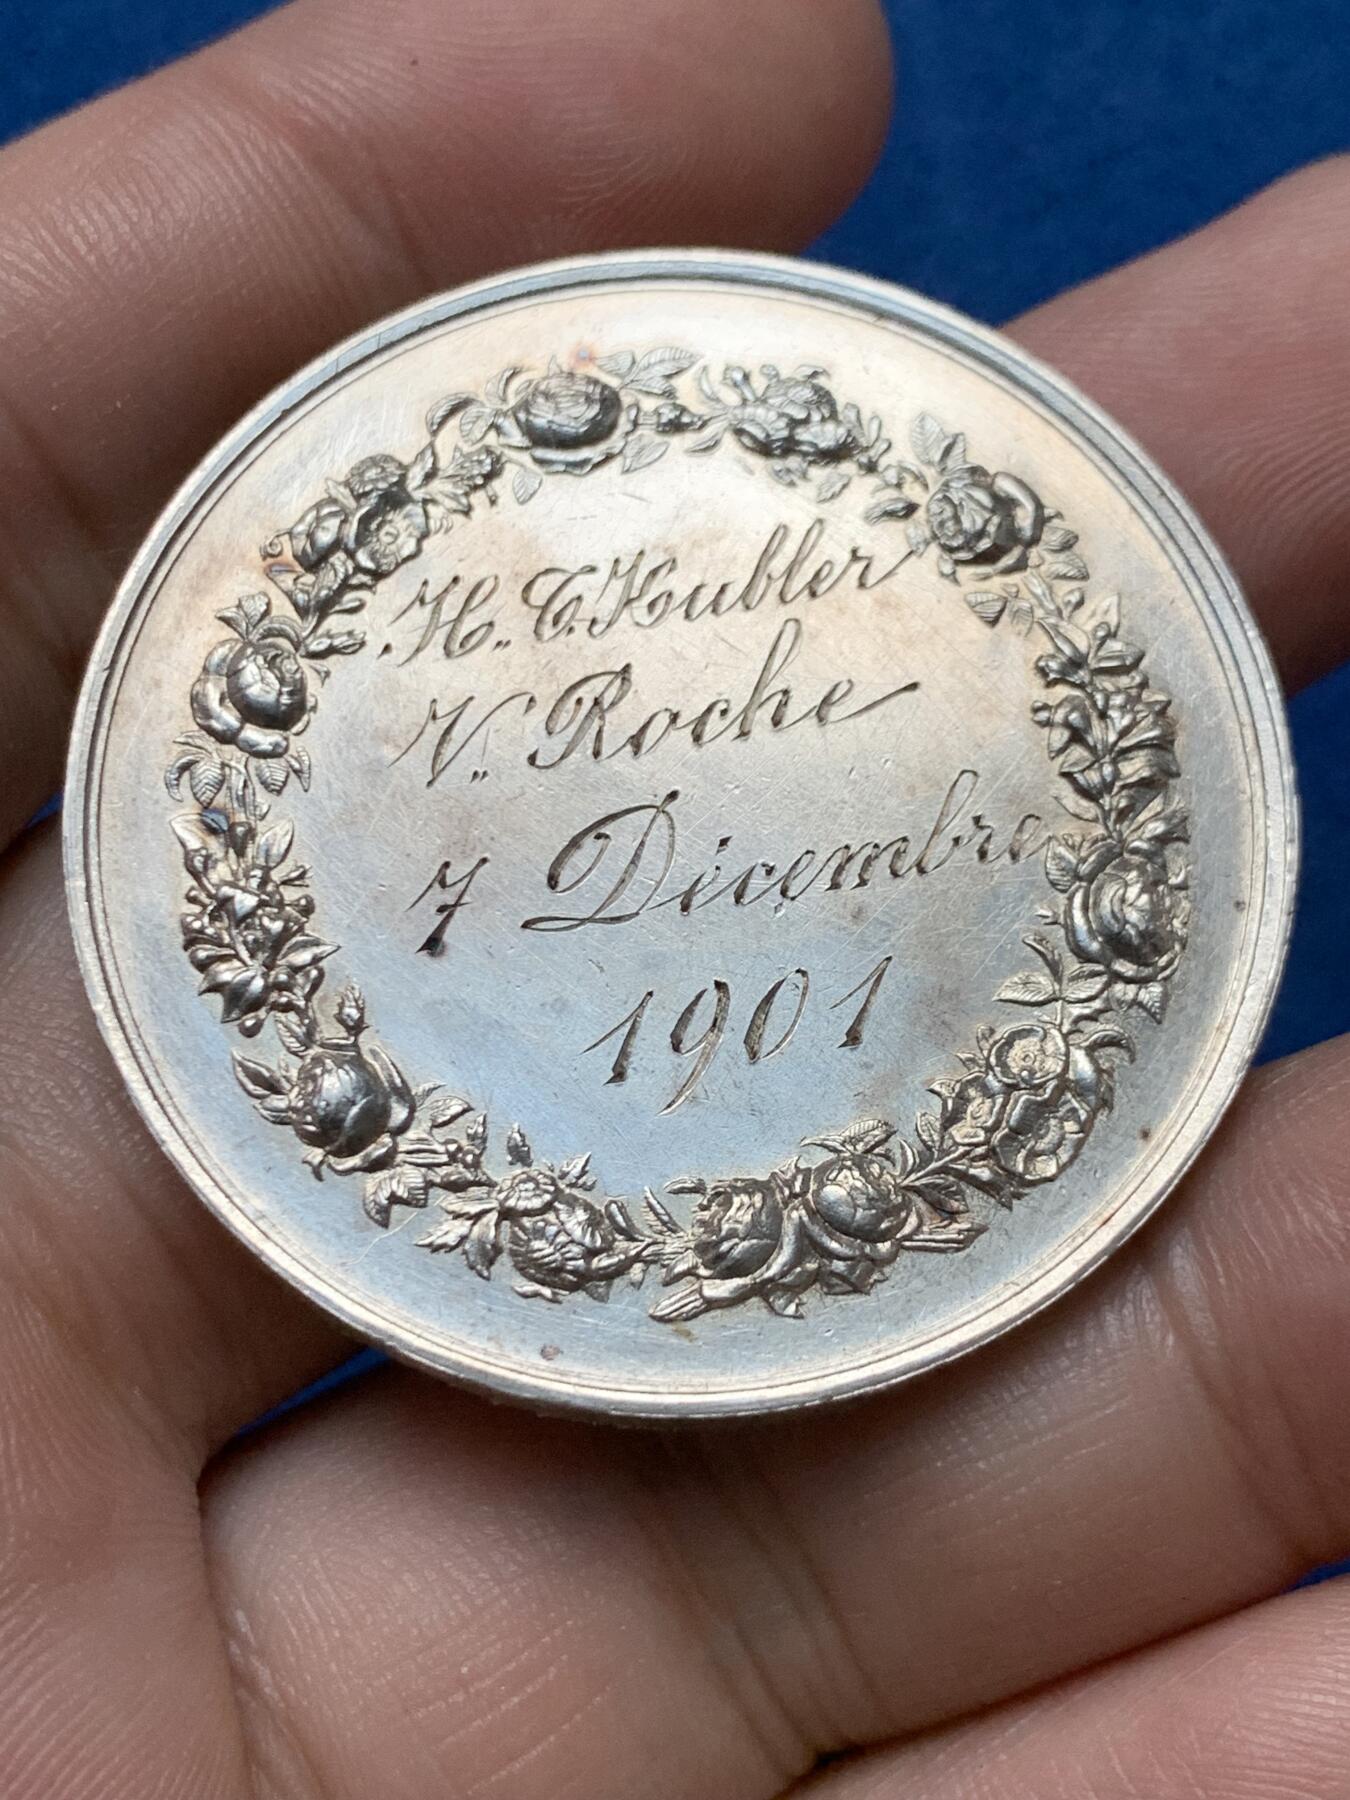 H. C. Hubler
V. Roche
7 Décembre
1901